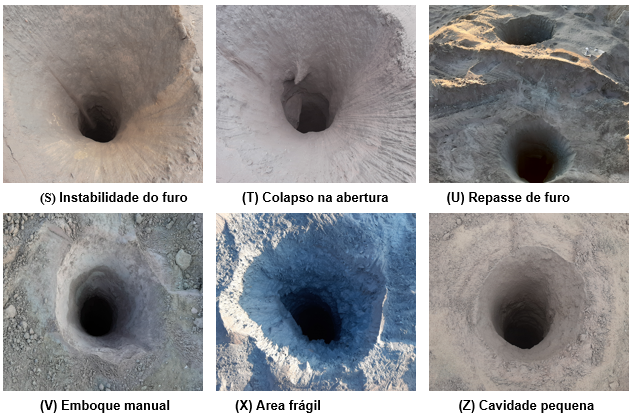 (S) Instabilidade do furo
(T) Colapso na abertura
(U) Repasse de furo
(V) Emboque manual
(X) Area frágil
(Z) Cavidade pequena